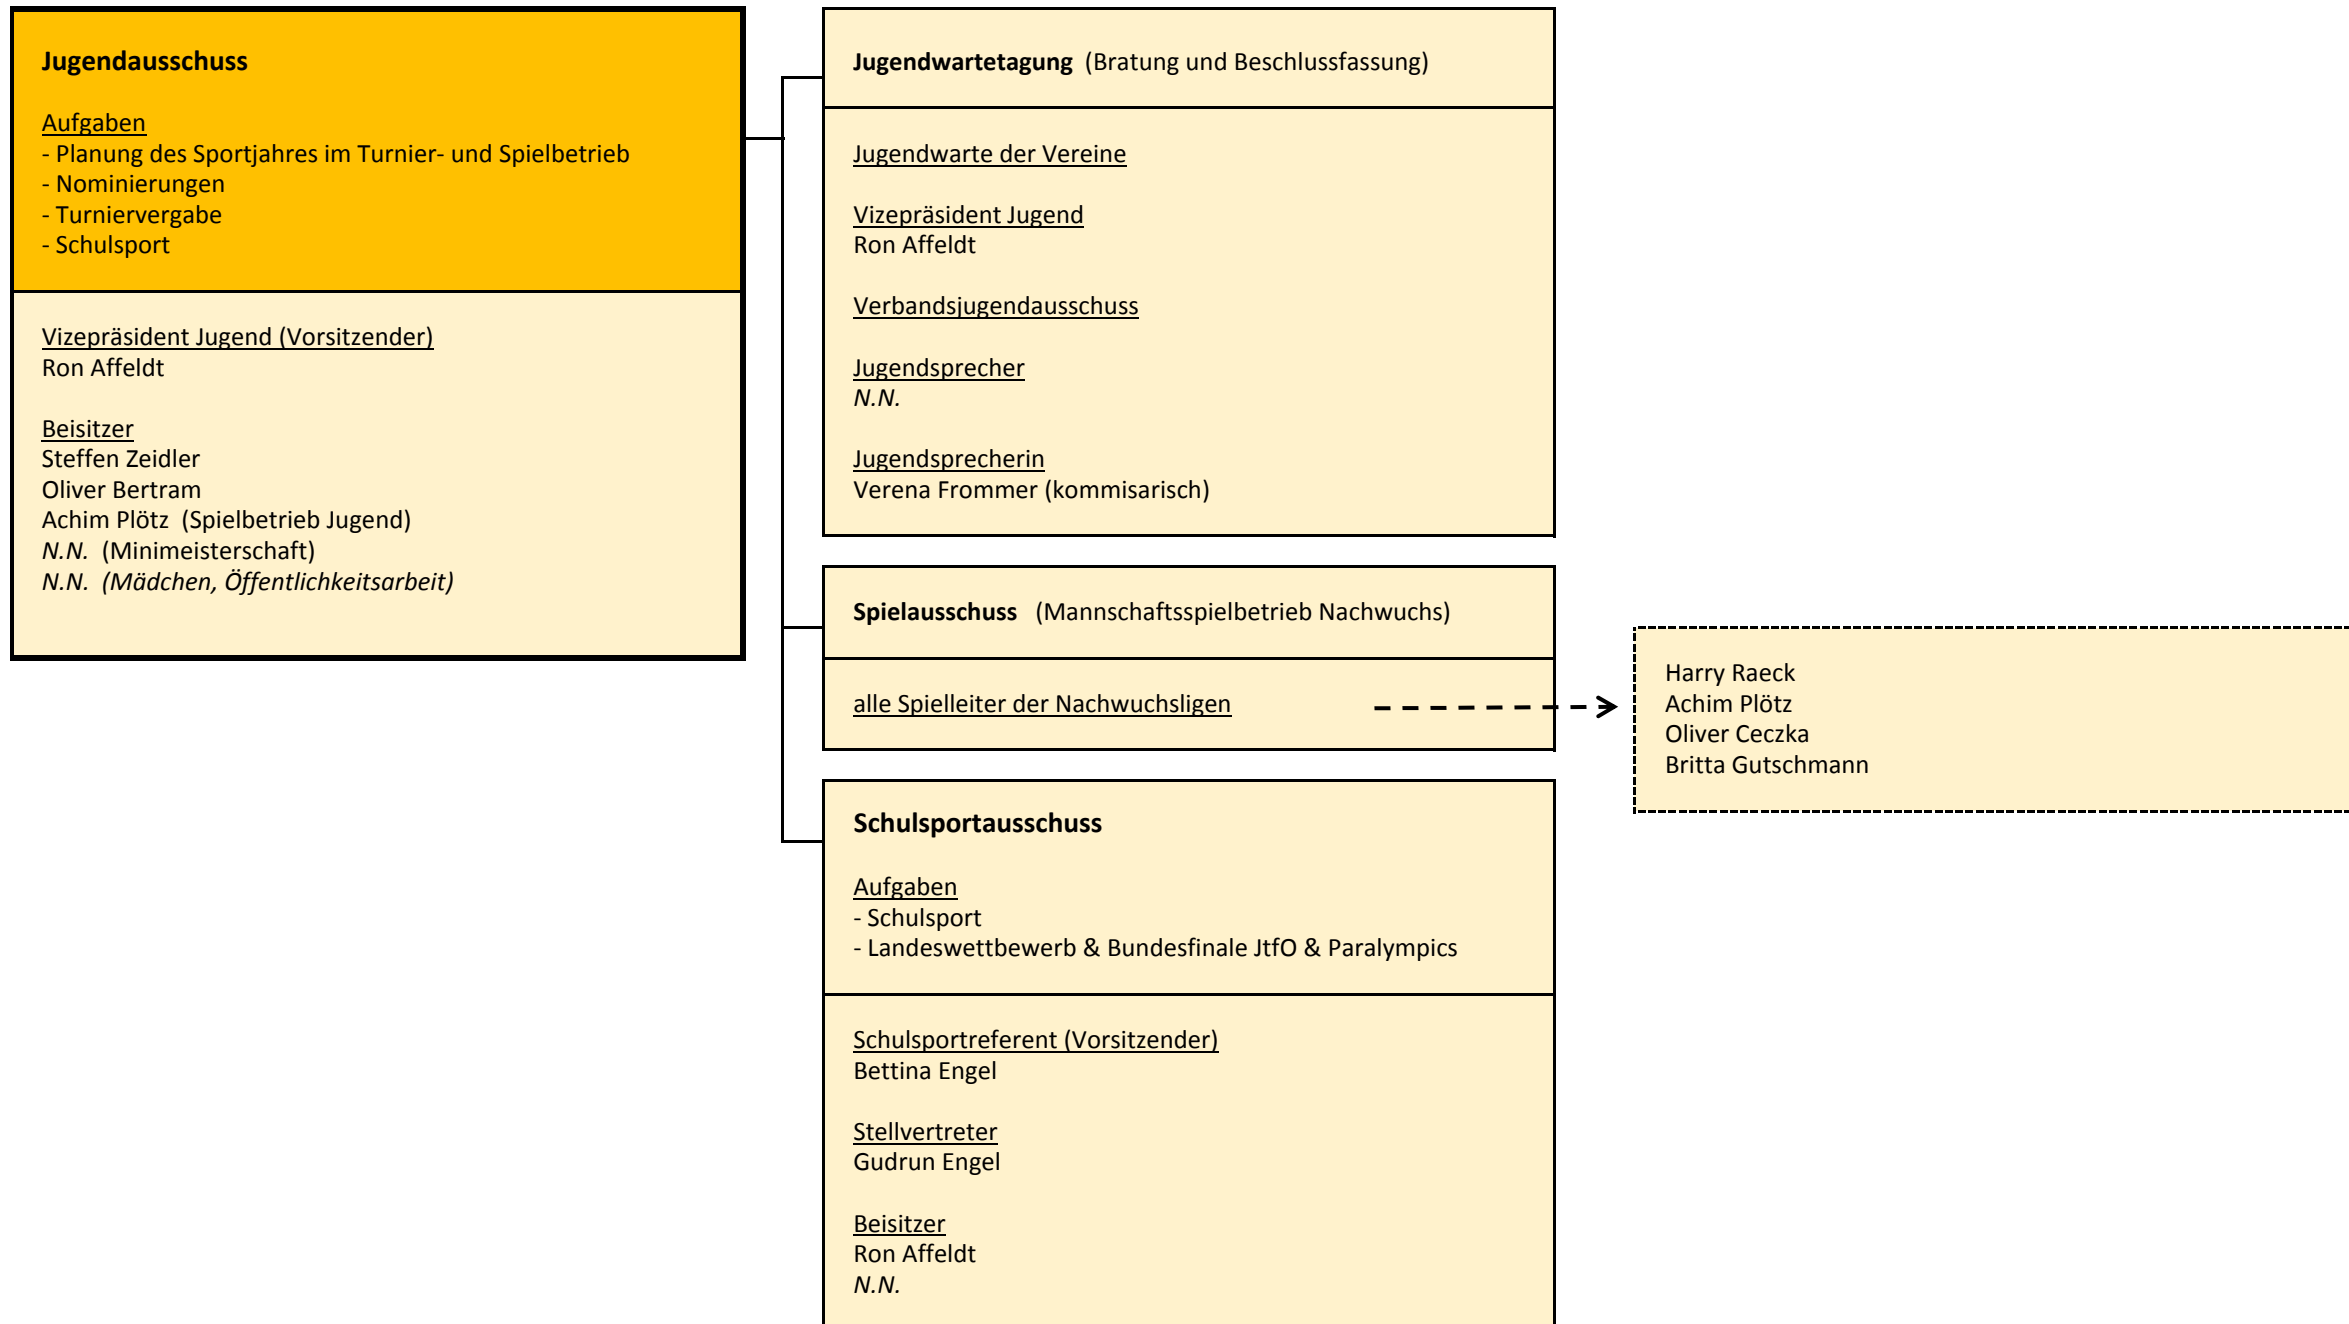 Jugendausschuss
Aufgaben
- Planung des Sportjahres im Turnier- und Spielbetrieb
- Nominierungen
- Turniervergabe
- Schulsport
Vizepräsident Jugend (Vorsitzender)
Ron Affeldt
Beisitzer
Steffen Zeidler
Oliver Bertram
Achim Plötz (Spielbetrieb Jugend)
N.N. (Minimeisterschaft)
N.N. (Mädchen, Öffentlichkeitsarbeit)
Jugendwartetagung (Bratung und Beschlussfassung)
Jugendwarte der Vereine
Vizepräsident Jugend
Ron Affeldt
Verbandsjugendausschuss
Jugendsprecher
N.N.
Jugendsprecherin
Verena Frommer (kommisarisch)
Spielausschuss (Mannschaftsspielbetrieb Nachwuchs)
alle Spielleiter der Nachwuchsligen
Harry Raeck
Achim Plötz
Oliver Ceczka
Britta Gutschmann
Schulsportausschuss
Aufgaben
- Schulsport
- Landeswettbewerb & Bundesfinale JtfO & Paralympics
Schulsportreferent (Vorsitzender)
Bettina Engel
Stellvertreter
Gudrun Engel
Beisitzer
Ron Affeldt
N.N.